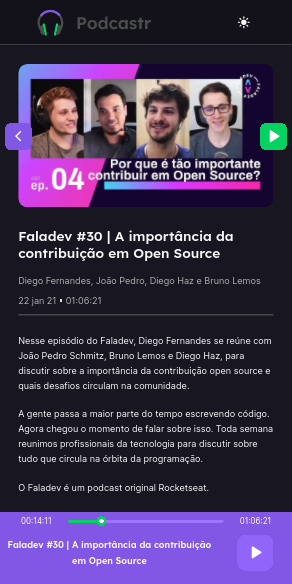 Podcastr
Por que é tão importante
ep. 04 contribuir em Open Source?
Faladev #30 | A importância da
contribuição em Open Source
Diego Fernandes, João Pedro, Diego Haz e Bruno Lemos
22 jan 21 • 01:06:21
Nesse episódio do Faladev, Diego Fernandes se reúne com
João Pedro Schmitz, Bruno Lemos e Diego Haz, para
discutir sobre a importância da contribuição open source e
quais desafios circulam na comunidade.
A gente passa a maior parte do tempo escrevendo código.
Agora chegou o momento de falar sobre isso. Toda semana
reunimos profissionais da tecnologia para discutir sobre
tudo que circula na órbita da programação.
O Faladev é um podcast original Rocketseat.
00:14:11 01:06:21
Faladev #30 | A importância da contribuição
em Open Source